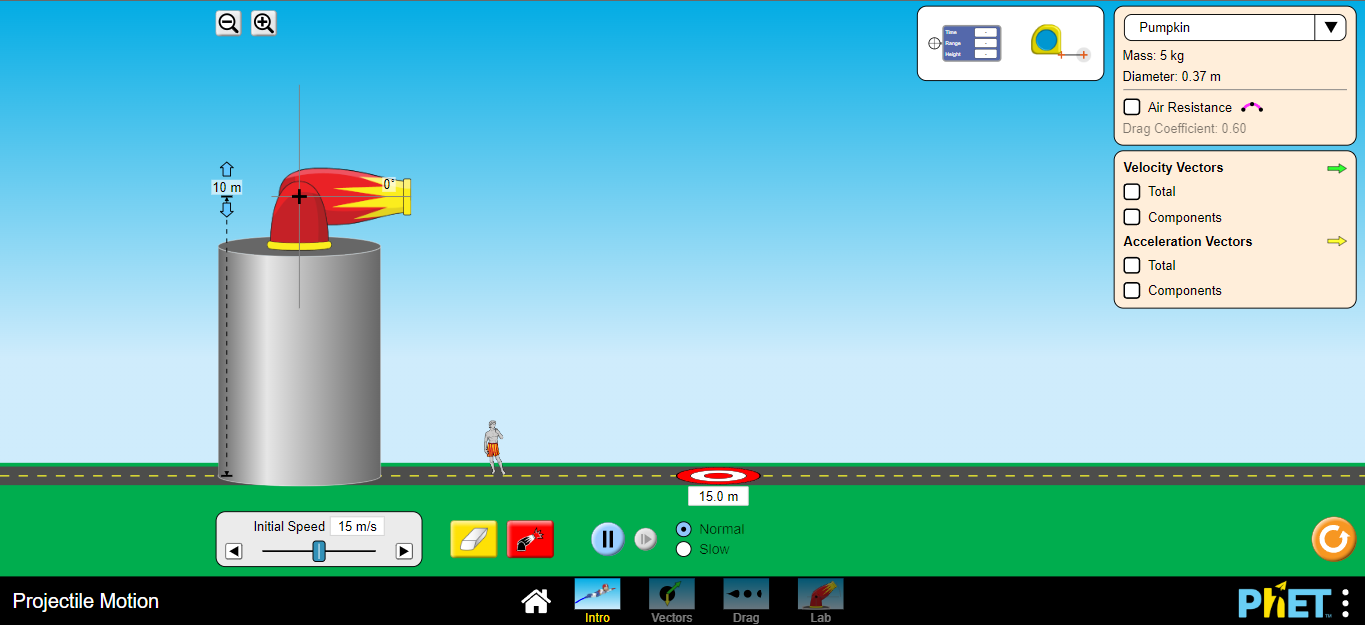 Time -
Range -
Height -
Pumpkin
Mass: 5 kg
Diameter: 0.37 m
Air Resistance
Drag Coefficient: 0.60
Velocity Vectors
Total
Components
Acceleration Vectors
Total
Components
10 m
0°
15.0 m
Initial Speed 15 m/s
Normal
Slow
Projectile Motion
Intro
Vectors
Drag
Lab
PhET